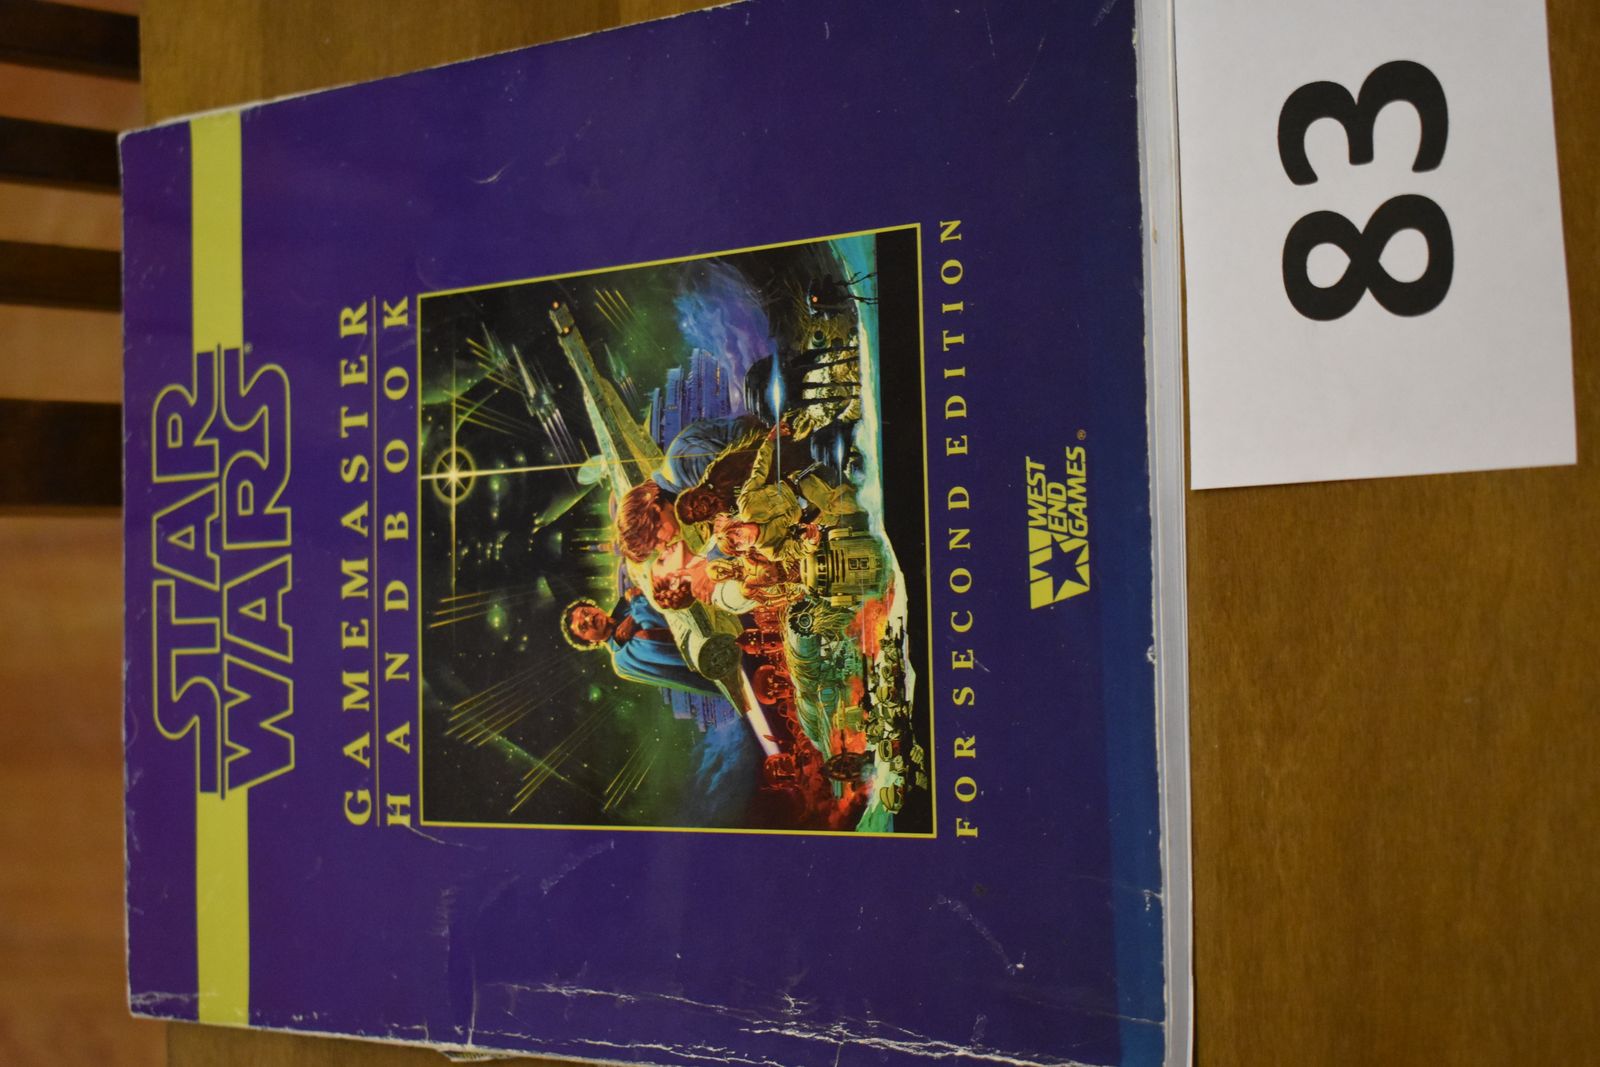 STAR
WARS®
GAMEMASTER
HANDBOOK
FOR SECOND EDITION
WEST
END
GAMES®
83